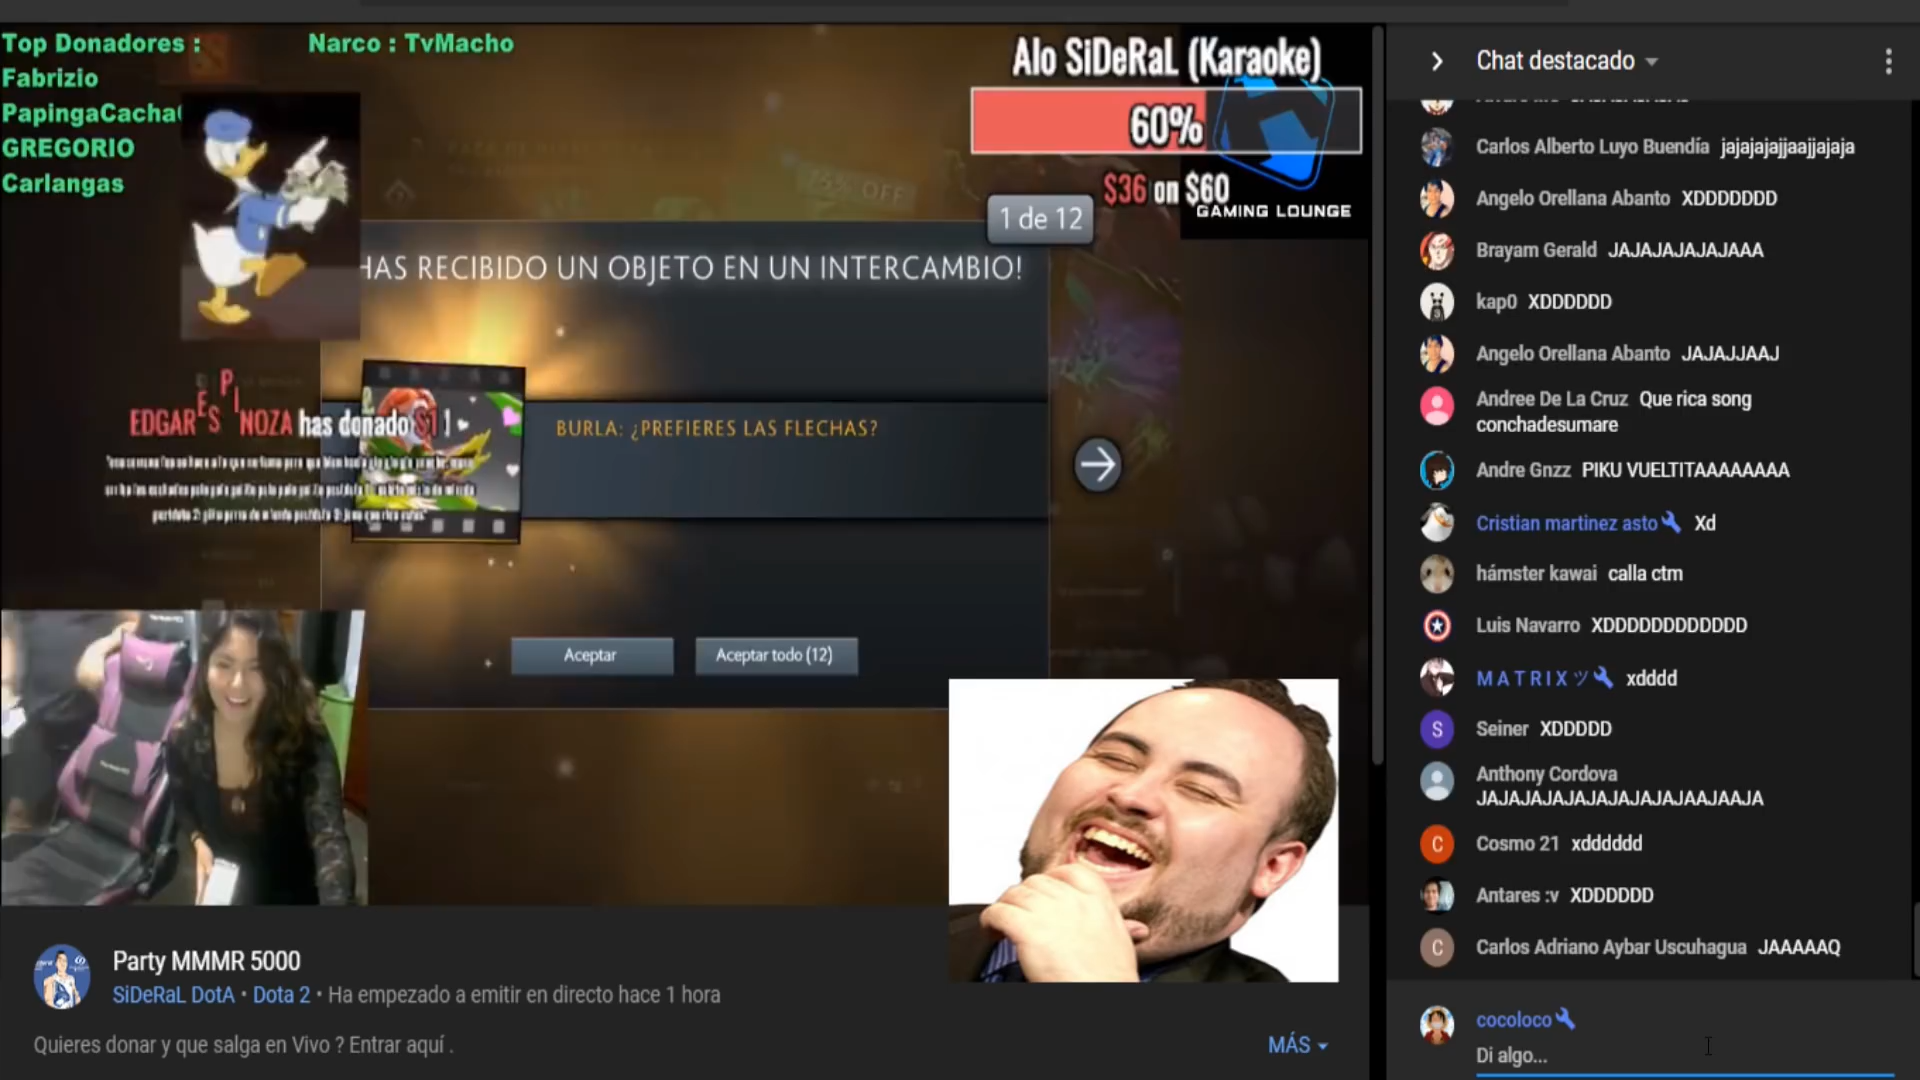 Top Donadores :
Narco : TvMacho
Fabrizio
PapingaCacha
GREGORIO
Carlangas
Alo SiDeRaL (Karaoke)
60%
$36 on $60
GAMING LOUNGE
75% OFF
1 de 12
HAS RECIBIDO UN OBJETO EN UN INTERCAMBIO!
EDGAR ESPINOZA has donado $1 !
BURLA: ¿PREFIERES LAS FLECHAS?
Aceptar
Aceptar todo (12)
Party MMMR 5000
SiDeRaL DotA • Dota 2 • Ha empezado a emitir en directo hace 1 hora
Quieres donar y que salga en Vivo ? Entrar aquí .
MÁS
Chat destacado
Carlos Alberto Luyo Buendía jajajajajjaajjajaja
Angelo Orellana Abanto XDDDDDDD
Brayam Gerald JAJAJAJAJAJAAA
kap0 XDDDDDD
Angelo Orellana Abanto JAJAJJAAJ
Andree De La Cruz Que rica song
conchadesumare
Andre Gnzz PIKU VUELTITAAAAAAAA
Cristian martinez asto Xd
hámster kawai calla ctm
Luis Navarro XDDDDDDDDDDDD
M A T R I X ツ xdddd
S
Seiner XDDDDD
Anthony Cordova
JAJAJAJAJAJAJAJAJAJAAJAAJA
C
Cosmo 21 xdddddd
Antares :v XDDDDDD
C
Carlos Adriano Aybar Uscuhagua JAAAAAQ
cocoloco
Di algo...